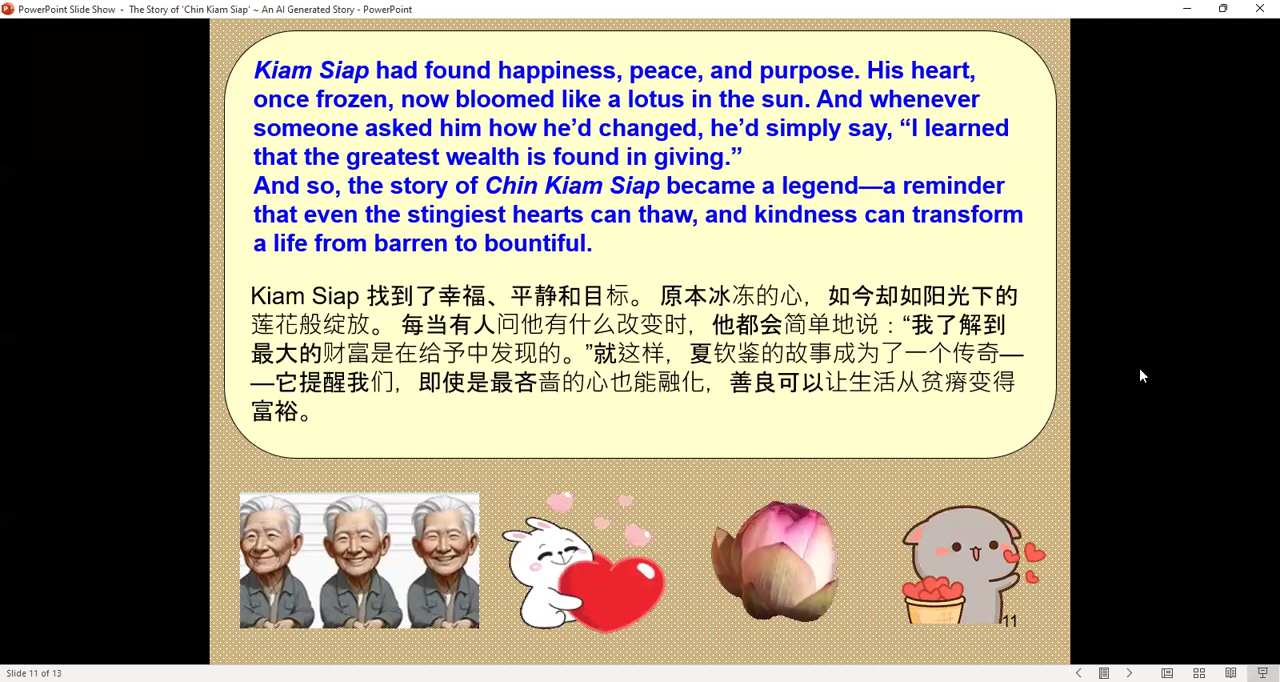 PowerPoint Slide Show - The Story of 'Chin Kiam Siap' ~ An AI Generated Story - PowerPoint
Kiam Siap had found happiness, peace, and purpose. His heart,
once frozen, now bloomed like a lotus in the sun. And whenever
someone asked him how he’d changed, he’d simply say, “I learned
that the greatest wealth is found in giving.”
And so, the story of Chin Kiam Siap became a legend—a reminder
that even the stingiest hearts can thaw, and kindness can transform
a life from barren to bountiful.
Kiam Siap 找到了幸福、平静和目标。 原本冰冻的心，如今却如阳光下的
莲花般绽放。 每当有人问他有什么改变时，他都会简单地说：“我了解到
最大的财富是在给予中发现的。”就这样，夏钦鉴的故事成为了一个传奇—
—它提醒我们，即使是最吝啬的心也能融化，善良可以让生活从贫瘠变得
富裕。
11
Slide 11 of 13